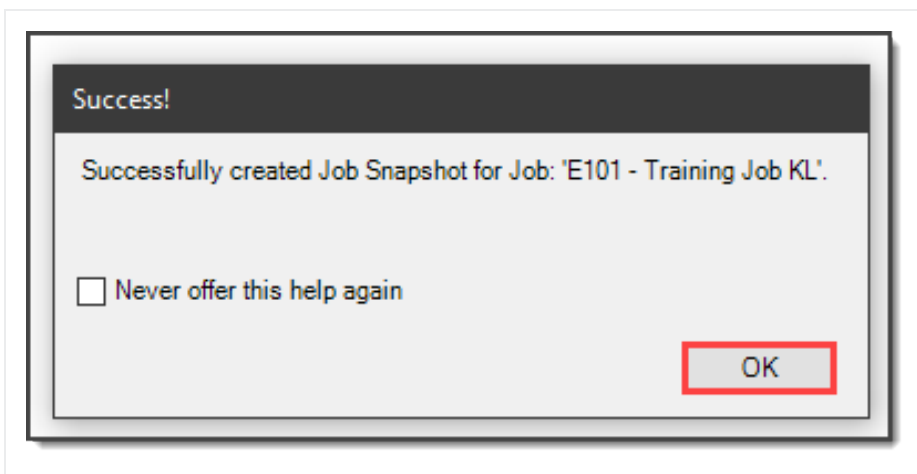 Success!
Successfully created Job Snapshot for Job: 'E101 - Training Job KL'.
Never offer this help again
OK